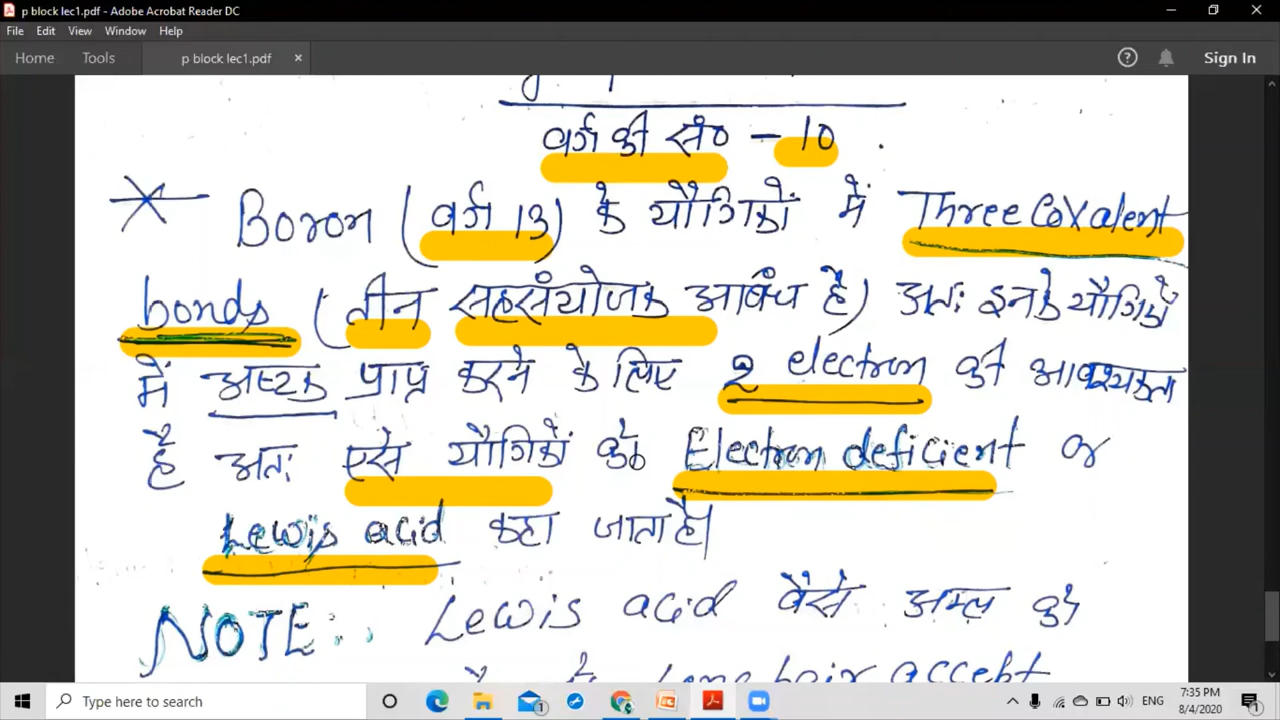 p block lec1.pdf - Adobe Acrobat Reader DC
File Edit View Window Help
Home Tools p block lec1.pdf × Sign In
वर्ग की सं० - 10
Boron (वर्ग 13) के यौगिकों में Three Covalent
bonds (तीन सहसंयोजक आबंध है) अतः इनके यौगिकों
में अष्टक प्राप्त करने के लिए 2 electron की आवश्यकता
है अतः ऐसे यौगिकों को Electron deficient or
Lewis acid कहा जाता है।
NOTE:- Lewis acid वैसे अम्ल को
lone pair accept
Type here to search
ENG
7:35 PM
8/4/2020